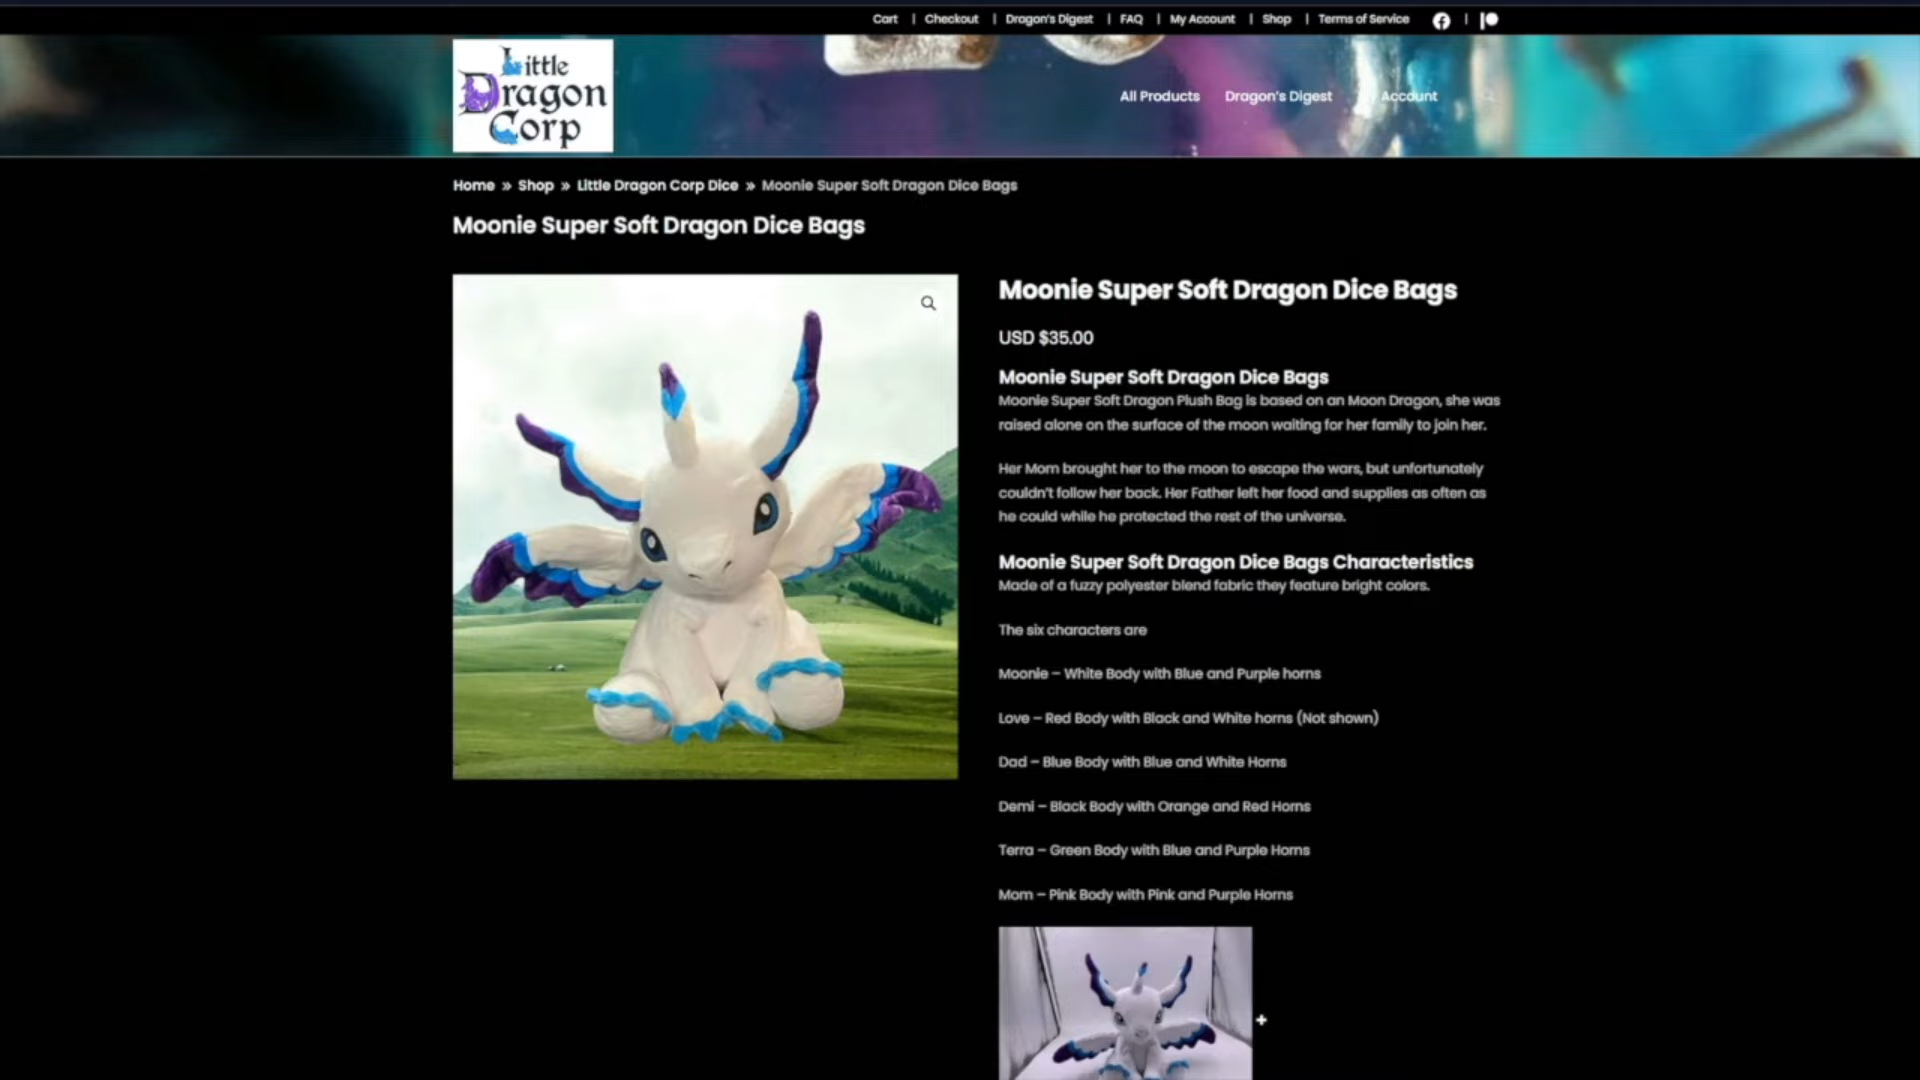 Cart | Checkout | Dragon's Digest | FAQ | My Account | Shop | Terms of Service |
Little
Dragon
Corp
All Products Dragon's Digest Account
Home » Shop » Little Dragon Corp Dice » Moonie Super Soft Dragon Dice Bags
Moonie Super Soft Dragon Dice Bags
Moonie Super Soft Dragon Dice Bags
USD $35.00
Moonie Super Soft Dragon Dice Bags
Moonie Super Soft Dragon Plush Bag is based on an Moon Dragon, she was
raised alone on the surface of the moon waiting for her family to join her.
Her Mom brought her to the moon to escape the wars, but unfortunately
couldn't follow her back. Her Father left her food and supplies as often as
he could while he protected the rest of the universe.
Moonie Super Soft Dragon Dice Bags Characteristics
Made of a fuzzy polyester blend fabric they feature bright colors.
The six characters are
Moonie – White Body with Blue and Purple horns
Love – Red Body with Black and White horns (Not shown)
Dad – Blue Body with Blue and White Horns
Demi – Black Body with Orange and Red Horns
Terra – Green Body with Blue and Purple Horns
Mom – Pink Body with Pink and Purple Horns
+